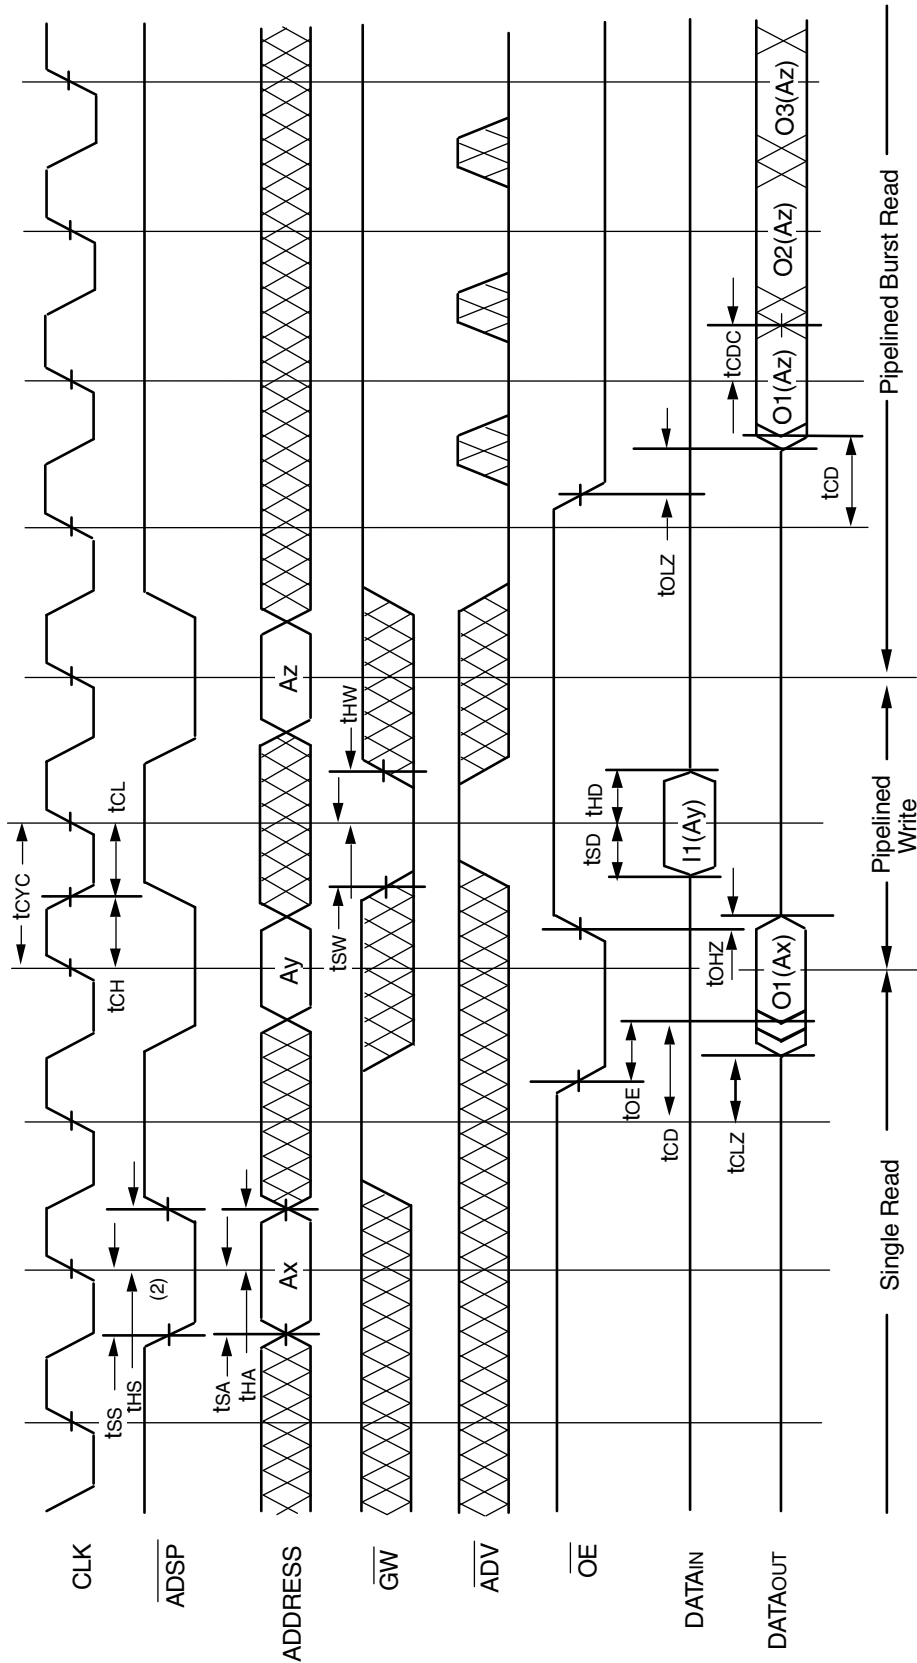 CLK
ADSP
ADDRESS
GW
ADV
OE
DATAIN
DATAOUT
tCYC
tCH
tCL
tSS
tHS
(2)
tSA
tHA
Ax
Ay
Az
tSW
tHW
tSD
tHD
I1(Ay)
tOE
tCD
tCLZ
tOHZ
O1(Ax)
tOLZ
tCD
tCDC
O1(Az)
O2(Az)
O3(Az)
Single Read
Pipelined
Write
Pipelined Burst Read